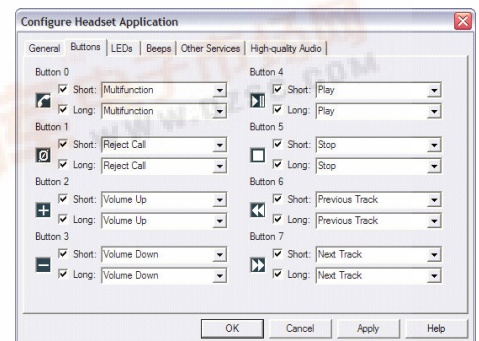 Configure Headset Application
General Buttons LEDs Beeps Other Services High-quality Audio
Button 0
Short: Multifunction
Long: Multifunction
Button 1
Short: Reject Call
Long: Reject Call
Button 2
Short: Volume Up
Long: Volume Up
Button 3
Short: Volume Down
Long: Volume Down
Button 4
Short: Play
Long: Play
Button 5
Short: Stop
Long: Stop
Button 6
Short: Previous Track
Long: Previous Track
Button 7
Short: Next Track
Long: Next Track
OK Cancel Apply Help